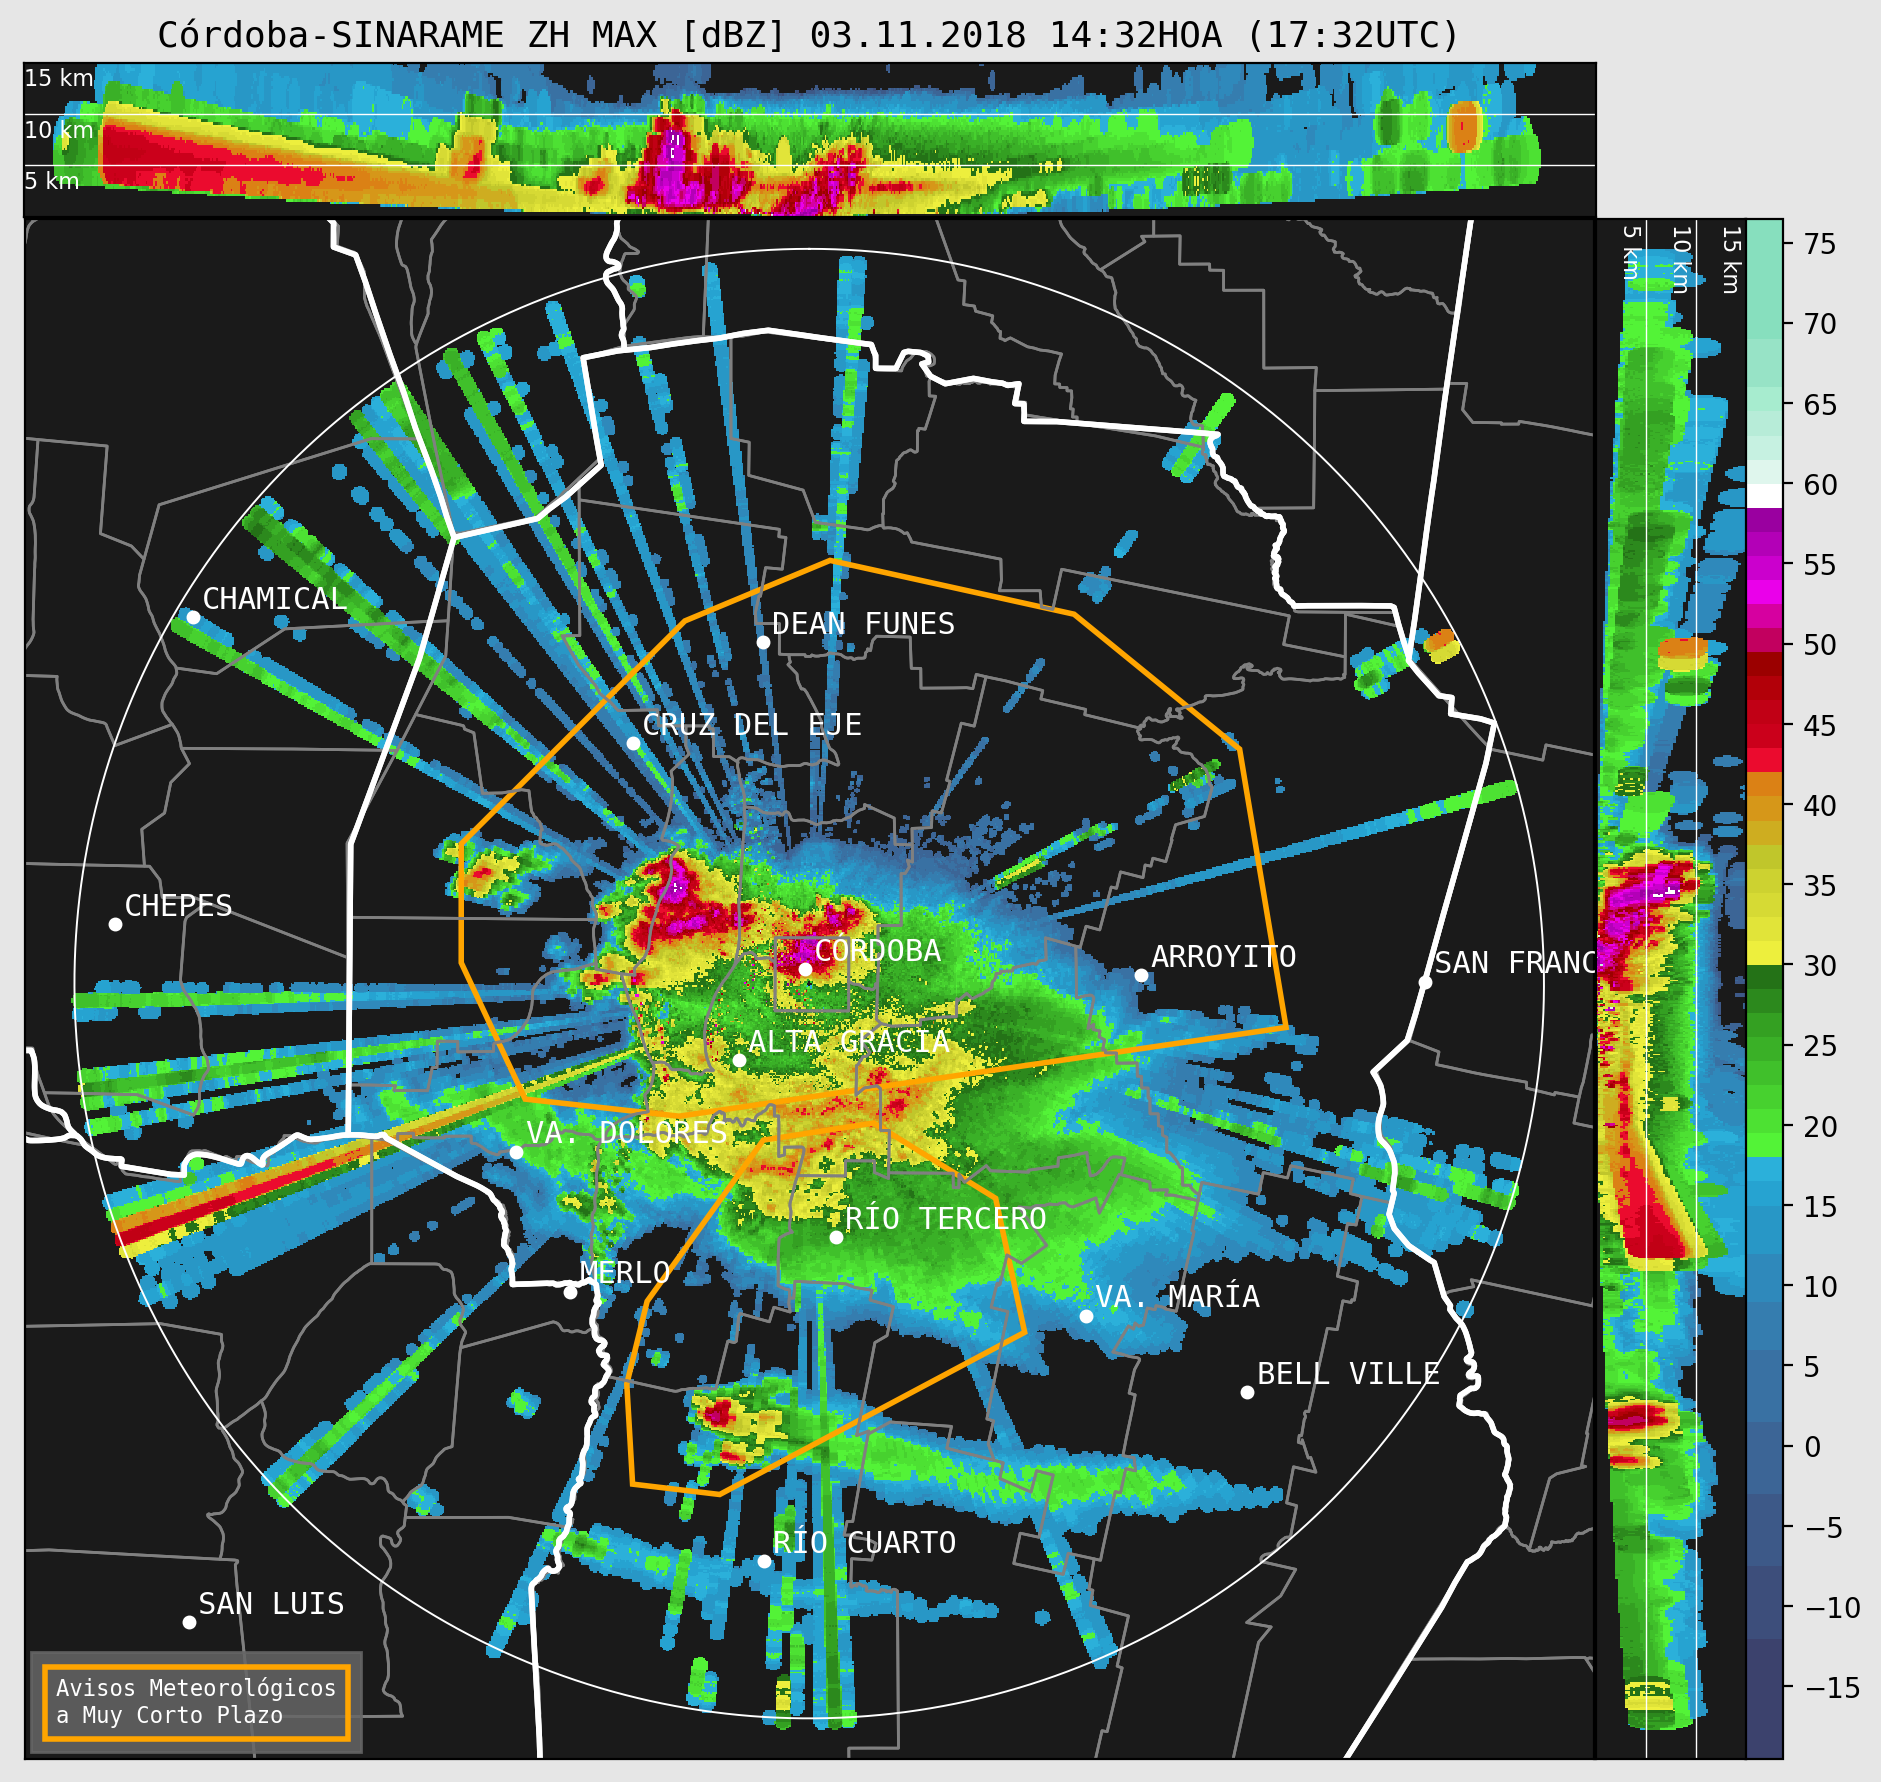 Córdoba-SINARAME ZH MAX [dBZ] 03.11.2018 14:32HOA (17:32UTC)
15 km
10 km
5 km
5 km
10 km
15 km
75
70
65
60
55
50
45
40
35
30
25
20
15
10
5
0
−5
−10
−15
CHAMICAL
DEAN FUNES
CRUZ DEL EJE
CHEPES
CÓRDOBA
ARROYITO
SAN FRANC
ALTA GRACIA
VA. DOLORES
RÍO TERCERO
MERLO
VA. MARÍA
BELL VILLE
RÍO CUARTO
SAN LUIS
Avisos Meteorológicos
a Muy Corto Plazo